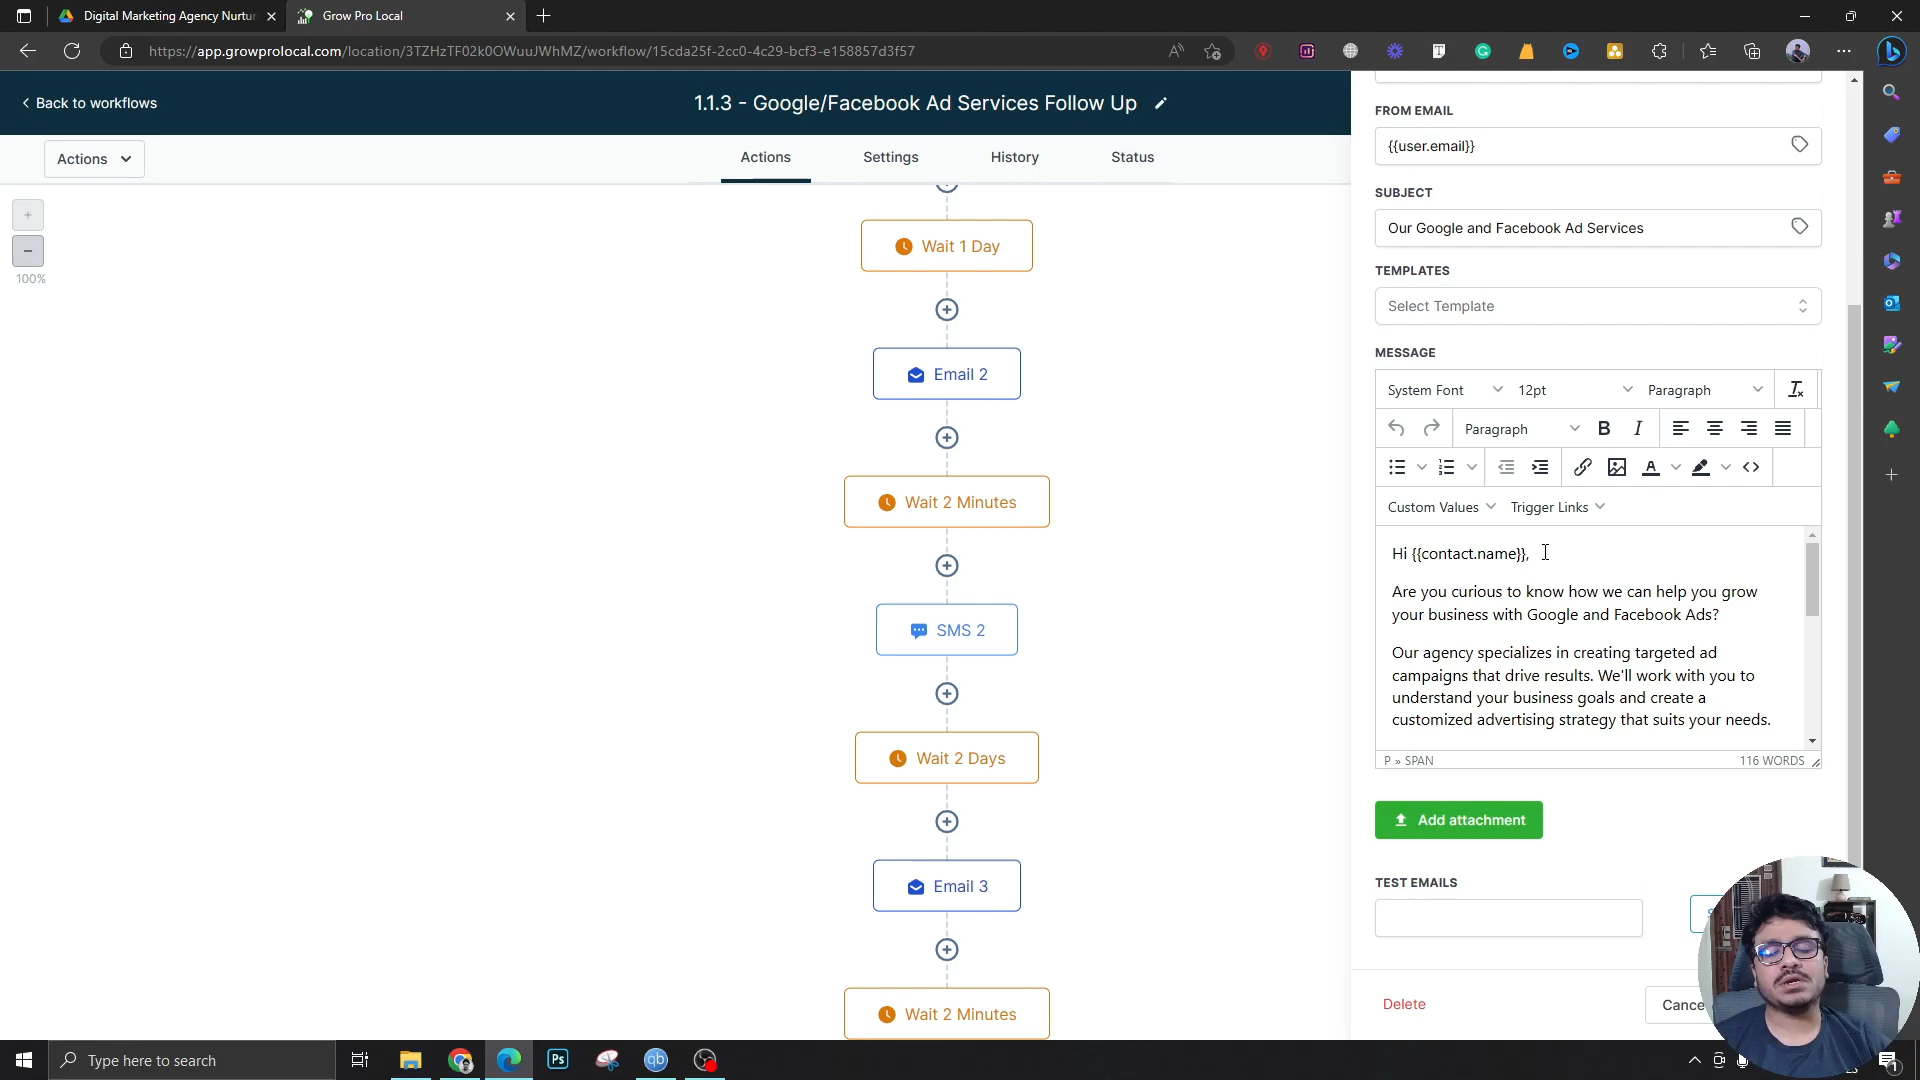 Digital Marketing Agency Nurtur
Grow Pro Local
https://app.growprolocal.com/location/3TZHzTF02k0OWuuJWhMZ/workflow/15cda25f-2cc0-4c29-bcf3-e158857d3f57
Back to workflows
1.1.3 - Google/Facebook Ad Services Follow Up
Actions
Actions
Settings
History
Status
100%
Wait 1 Day
Email 2
Wait 2 Minutes
SMS 2
Wait 2 Days
Email 3
Wait 2 Minutes
FROM EMAIL
{{user.email}}
SUBJECT
Our Google and Facebook Ad Services
TEMPLATES
Select Template
MESSAGE
System Font
12pt
Paragraph
Paragraph
B I
A
Custom Values
Trigger Links
Hi {{contact.name}},
Are you curious to know how we can help you grow
your business with Google and Facebook Ads?
Our agency specializes in creating targeted ad
campaigns that drive results. We'll work with you to
understand your business goals and create a
customized advertising strategy that suits your needs.
P » SPAN
116 WORDS
Add attachment
TEST EMAILS
Delete
Cance
Type here to search
Ps
qb
1